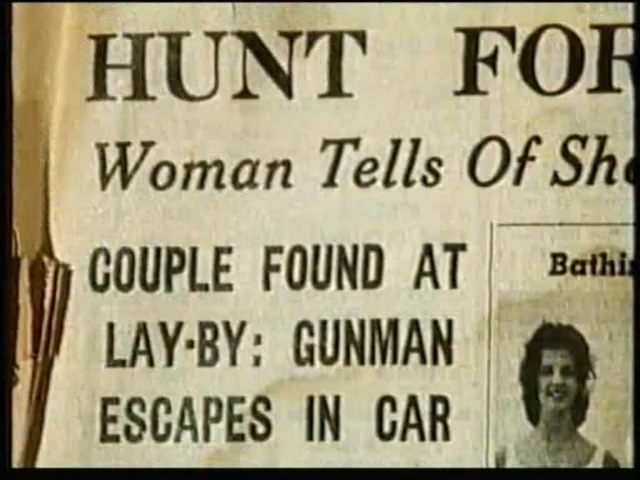 HUNT FOR
Woman Tells Of
COUPLE FOUND AT
LAY-BY: GUNMAN
ESCAPES IN CAR